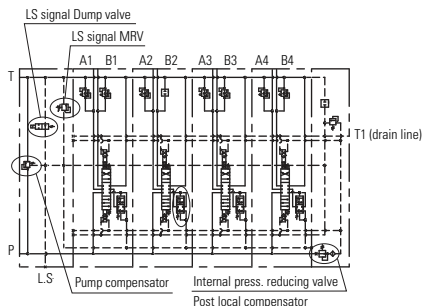 LS signal Dump valve
LS signal MRV
A1 B1 A2 B2 A3 B3 A4 B4
T
T1 (drain line)
P
L.S
Pump compensator
Internal press. reducing valve
Post local compensator